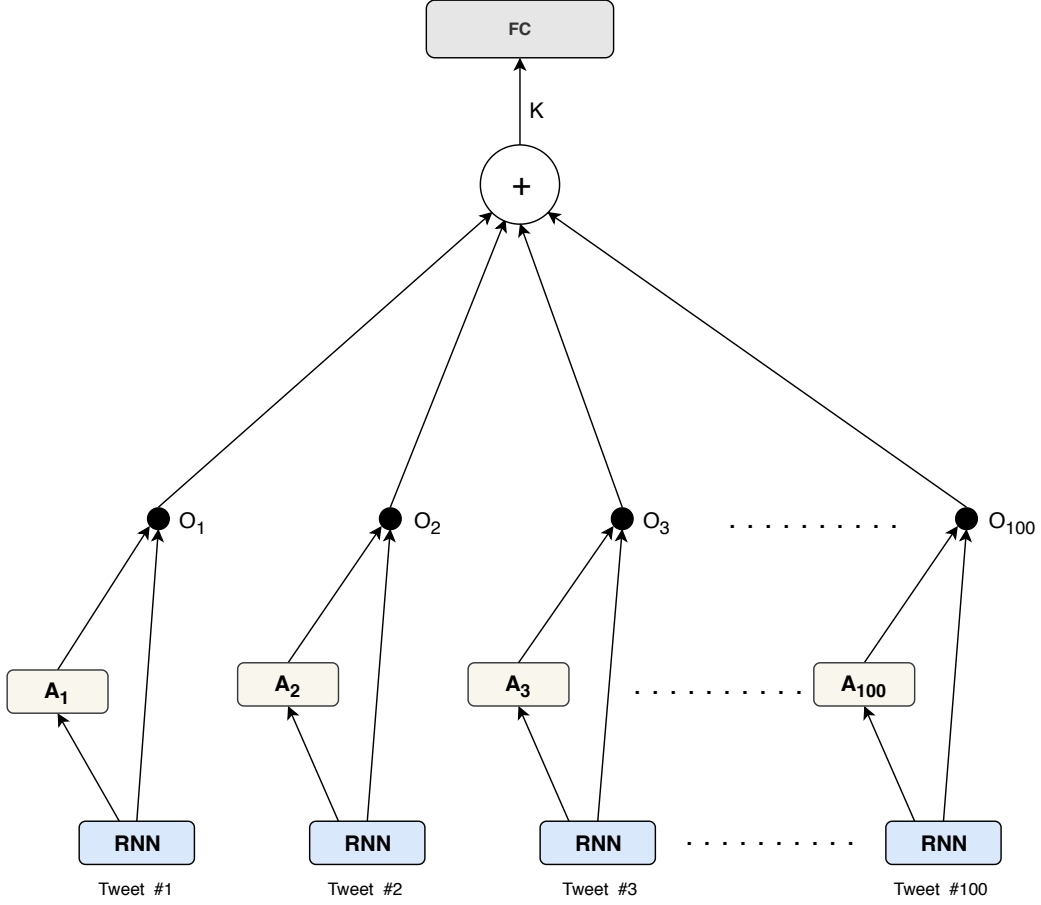 FC
K
+
O1 O2 O3 . . . . . . . . . . O100
A1 A2 A3 . . . . . . . . . . A100
RNN RNN RNN . . . . . . . . . . RNN
Tweet #1 Tweet #2 Tweet #3 Tweet #100